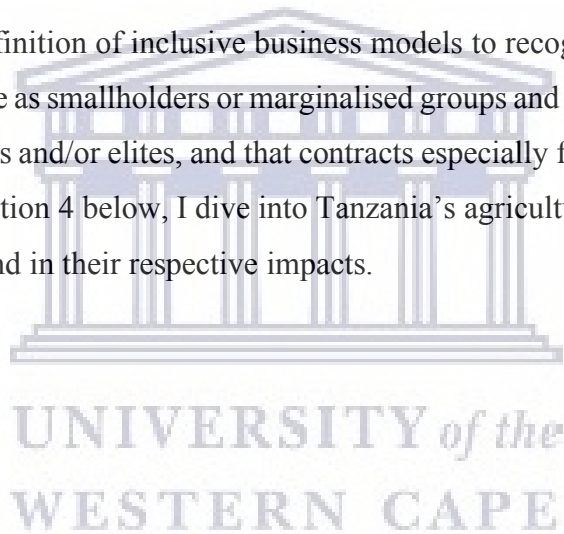 finition of inclusive business models to recog
e as smallholders or marginalised groups and
s and/or elites, and that contracts especially f
tion 4 below, I dive into Tanzania's agricultu
nd in their respective impacts.
UNIVERSITY of the
WESTERN CAPE